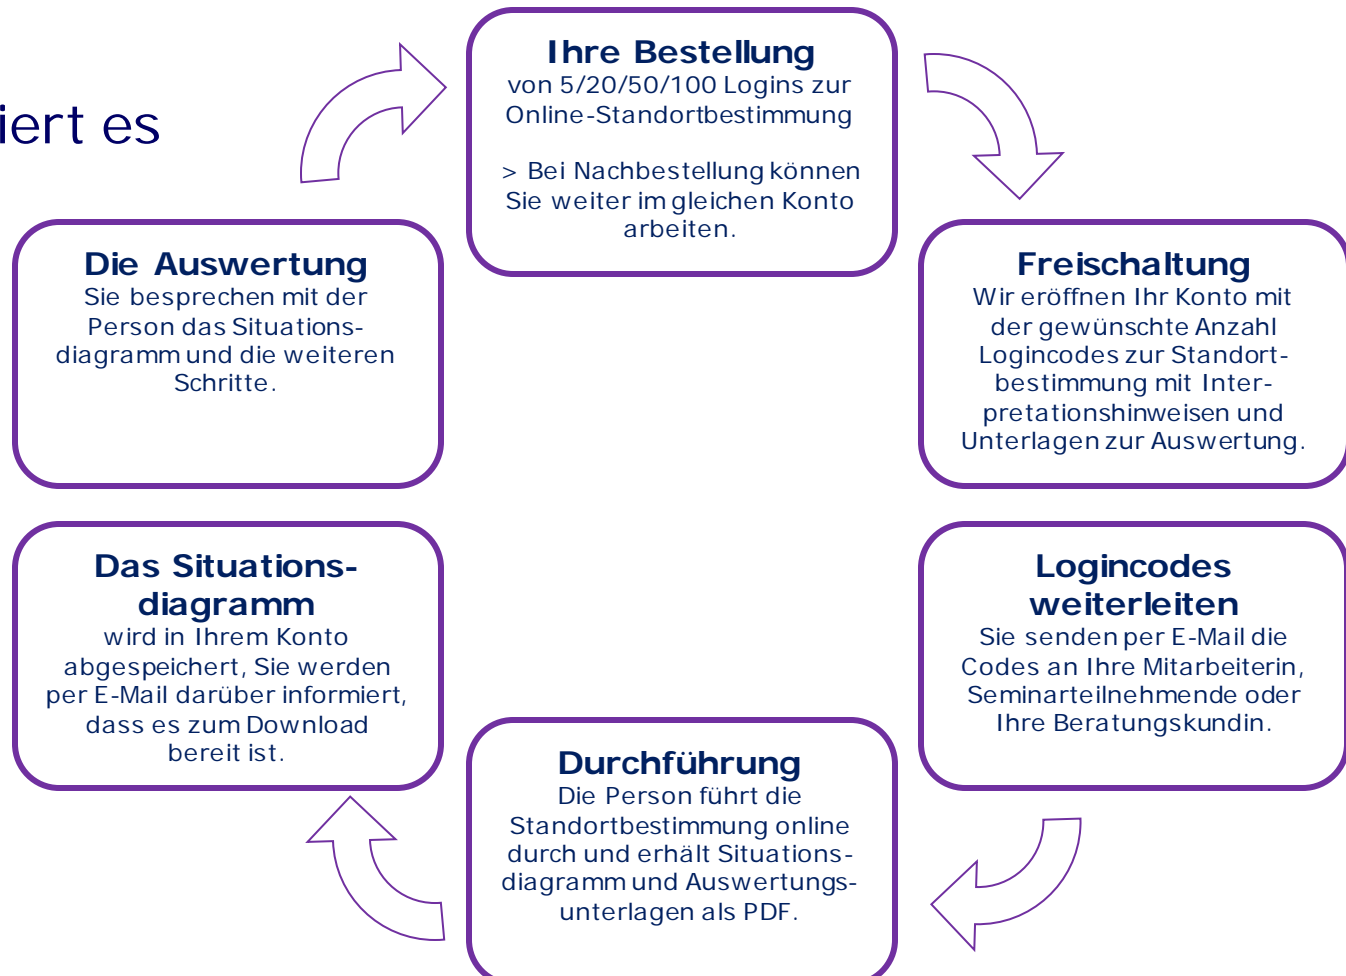 iert es
Ihre Bestellung
von 5/20/50/100 Logins zur
Online-Standortbestimmung
> Bei Nachbestellung können
Sie weiter im gleichen Konto
arbeiten.
Freischaltung
Wir eröffnen Ihr Konto mit
der gewünschte Anzahl
Logincodes zur Standort-
bestimmung mit Inter-
pretationshinweisen und
Unterlagen zur Auswertung.
Logincodes
weiterleiten
Sie senden per E-Mail die
Codes an Ihre Mitarbeiterin,
Seminarteilnehmende oder
Ihre Beratungskundin.
Durchführung
Die Person führt die
Standortbestimmung online
durch und erhält Situations-
diagramm und Auswertungs-
unterlagen als PDF.
Das Situations-
diagramm
wird in Ihrem Konto
abgespeichert, Sie werden
per E-Mail darüber informiert,
dass es zum Download
bereit ist.
Die Auswertung
Sie besprechen mit der
Person das Situations-
diagramm und die weiteren
Schritte.